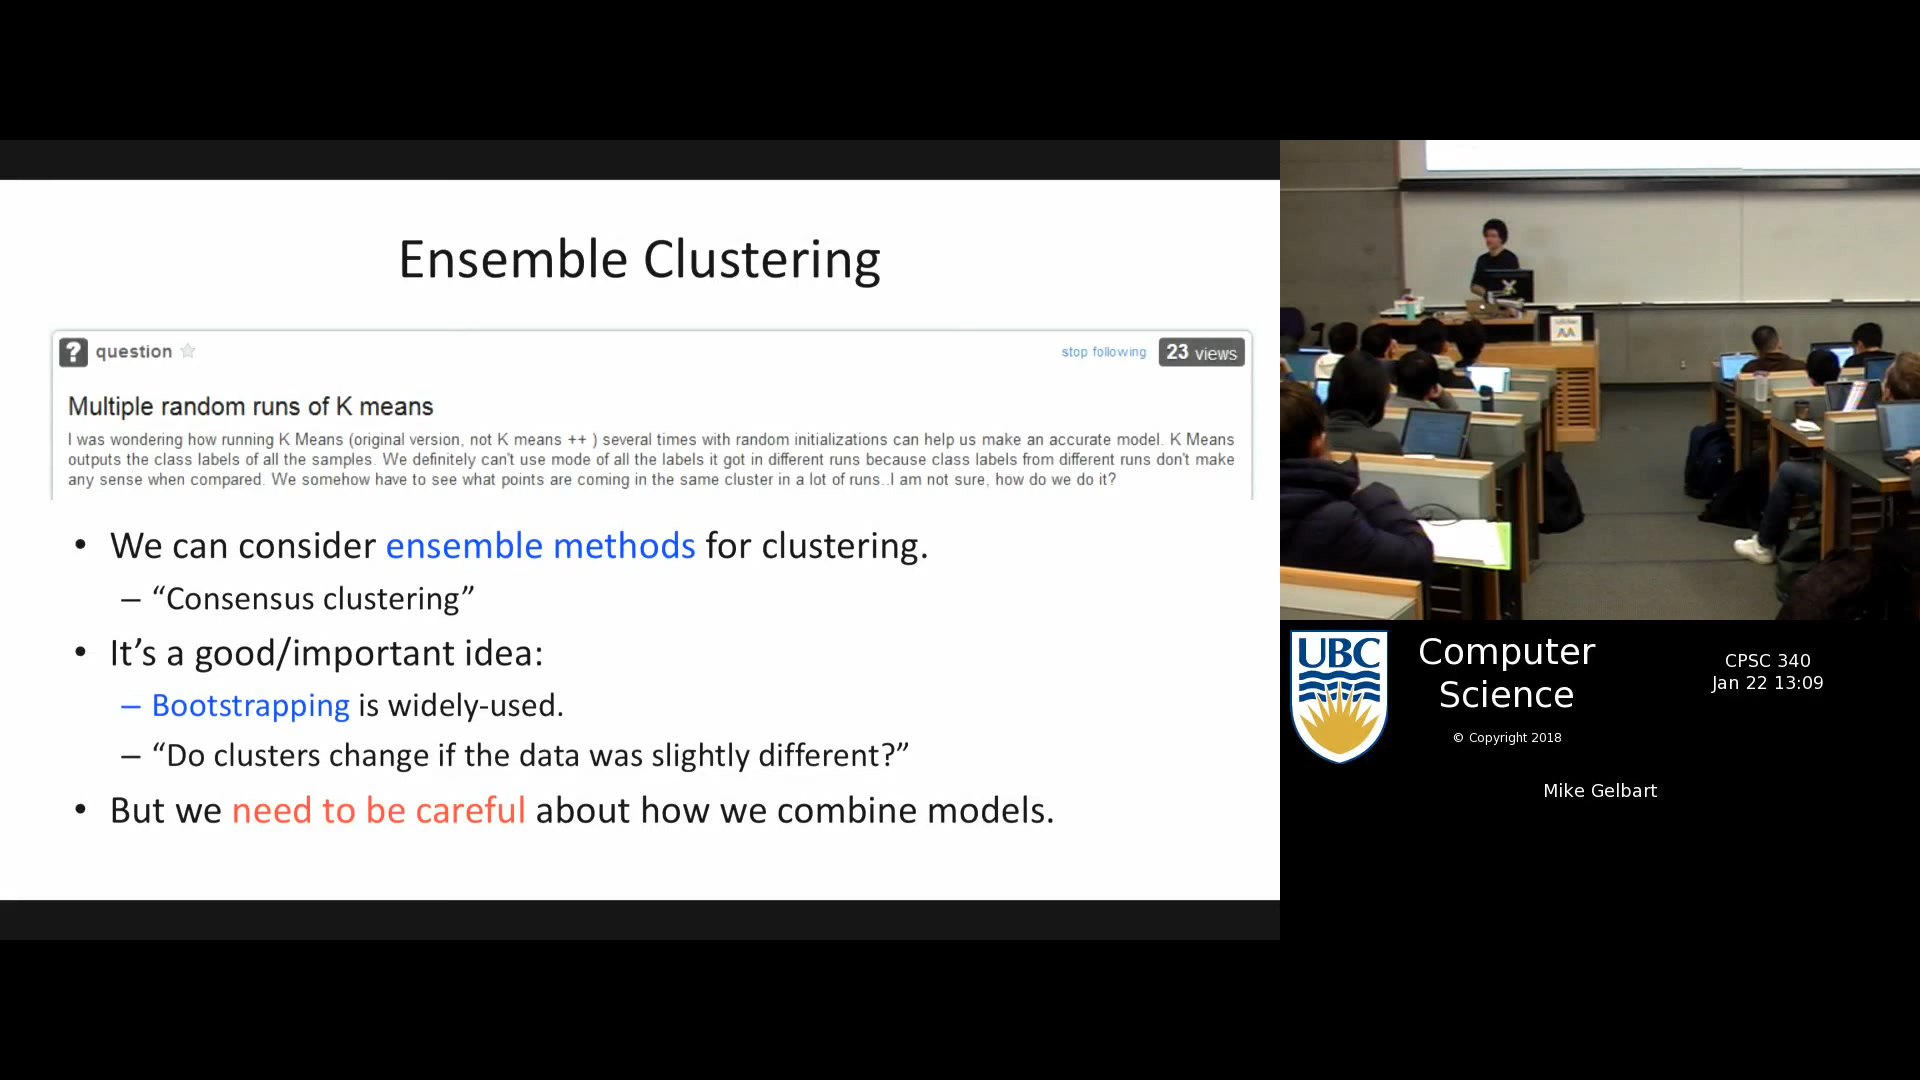 Ensemble Clustering
? question
stop following
23 views
Multiple random runs of K means
I was wondering how running K Means (original version, not K means ++ ) several times with random initializations can help us make an accurate model. K Means
outputs the class labels of all the samples. We definitely can't use mode of all the labels it got in different runs because class labels from different runs don't make
any sense when compared. We somehow have to see what points are coming in the same cluster in a lot of runs..I am not sure, how do we do it?
• We can consider ensemble methods for clustering.
– “Consensus clustering”
• It’s a good/important idea:
– Bootstrapping is widely-used.
– “Do clusters change if the data was slightly different?”
• But we need to be careful about how we combine models.
UBC
Computer
Science
© Copyright 2018
CPSC 340
Jan 22 13:09
Mike Gelbart